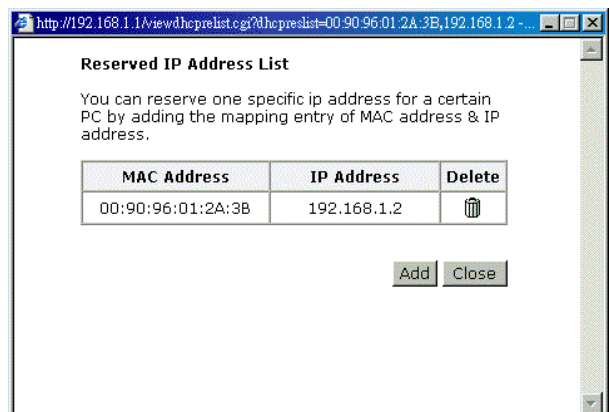 http://192.168.1.1/viewdhcprelist.cgi?dhcpreslist=00:90:96:01:2A:3B,192.168.1.2 -...
Reserved IP Address List
You can reserve one specific ip address for a certain
PC by adding the mapping entry of MAC address & IP
address.
MAC Address IP Address Delete
00:90:96:01:2A:3B 192.168.1.2
Add Close